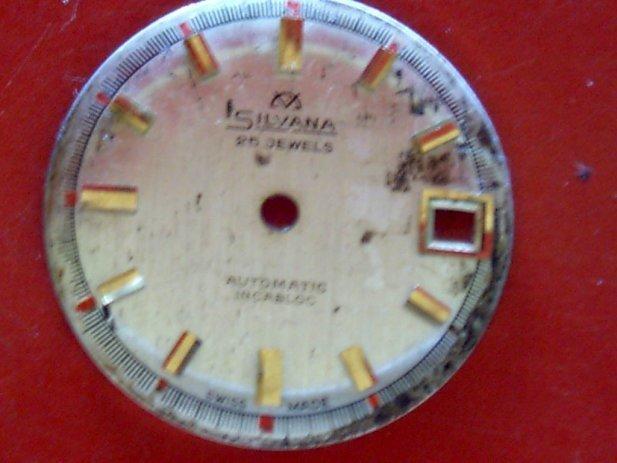 SILVANA
25 JEWELS
AUTOMATIC
INCABLOC
SWISS MADE